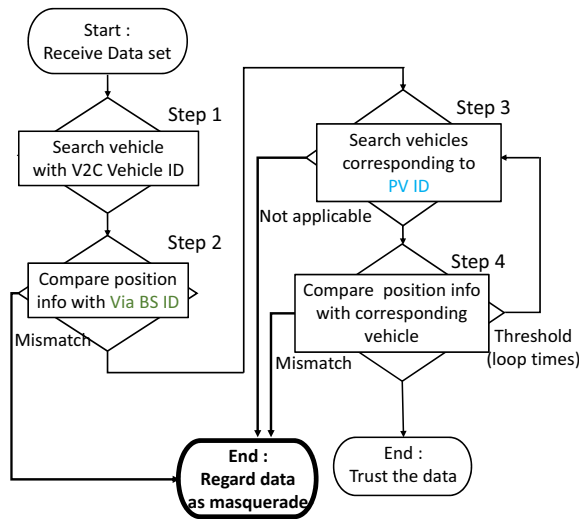 Start :
Receive Data set
Step 1
Search vehicle
with V2C Vehicle ID
Step 2
Compare position
info with Via BS ID
Mismatch
Step 3
Search vehicles
corresponding to
PV ID
Not applicable
Step 4
Compare position info
with corresponding
vehicle
Mismatch
Threshold
(loop times)
End :
Regard data
as masquerade
End :
Trust the data